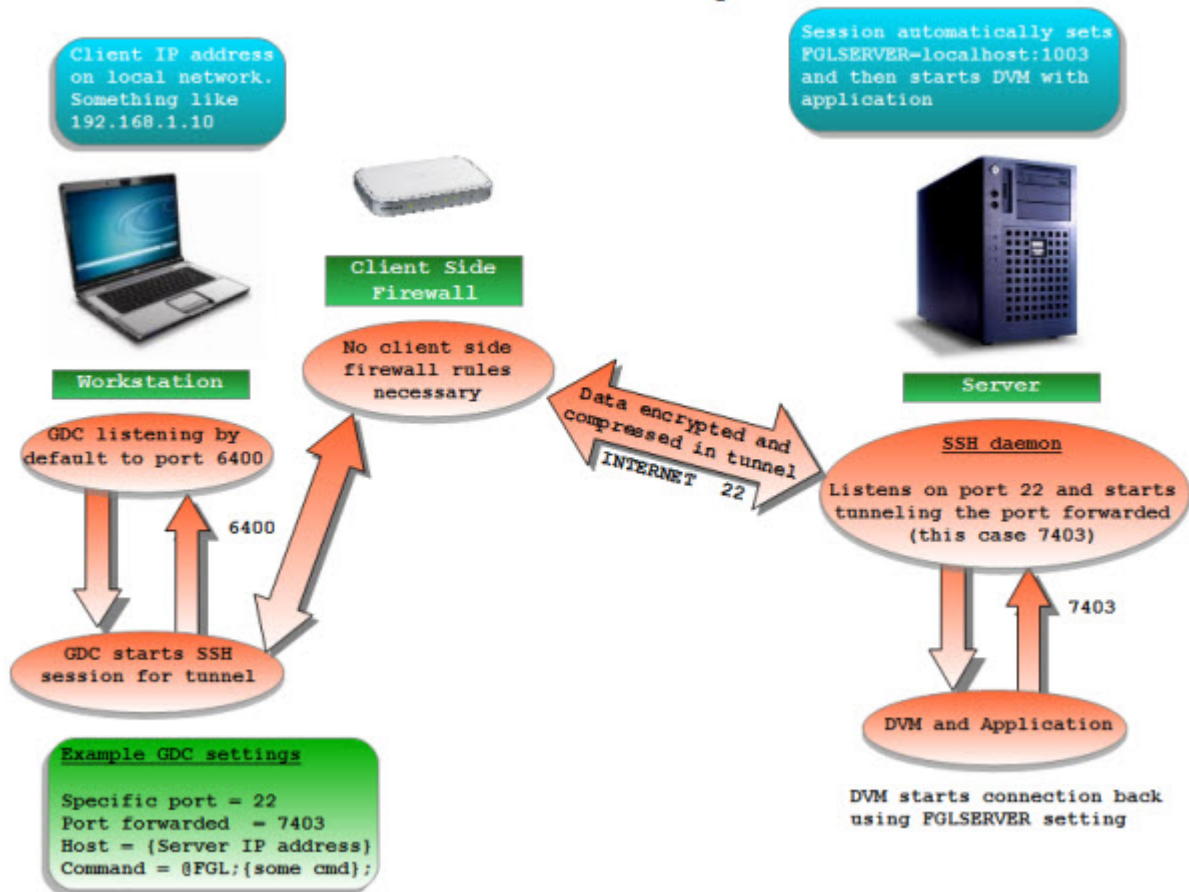 Client IP address
on local network.
Something like
192.168.1.10
Session automatically sets
FGLSERVER=localhost:1003
and then starts DVM with
application
Client Side
Firewall
Workstation
Server
No client side
firewall rules
necessary
GDC listening by
default to port 6400
6400
GDC starts SSH
session for tunnel
Data encrypted and
compressed in tunnel
INTERNET 22
SSH daemon
Listens on port 22 and starts
tunneling the port forwarded
(this case 7403)
7403
DVM and Application
DVM starts connection back
using FGLSERVER setting
Example GDC settings
Specific port = 22
Port forwarded = 7403
Host = {Server IP address}
Command = @FGL;{some cmd};